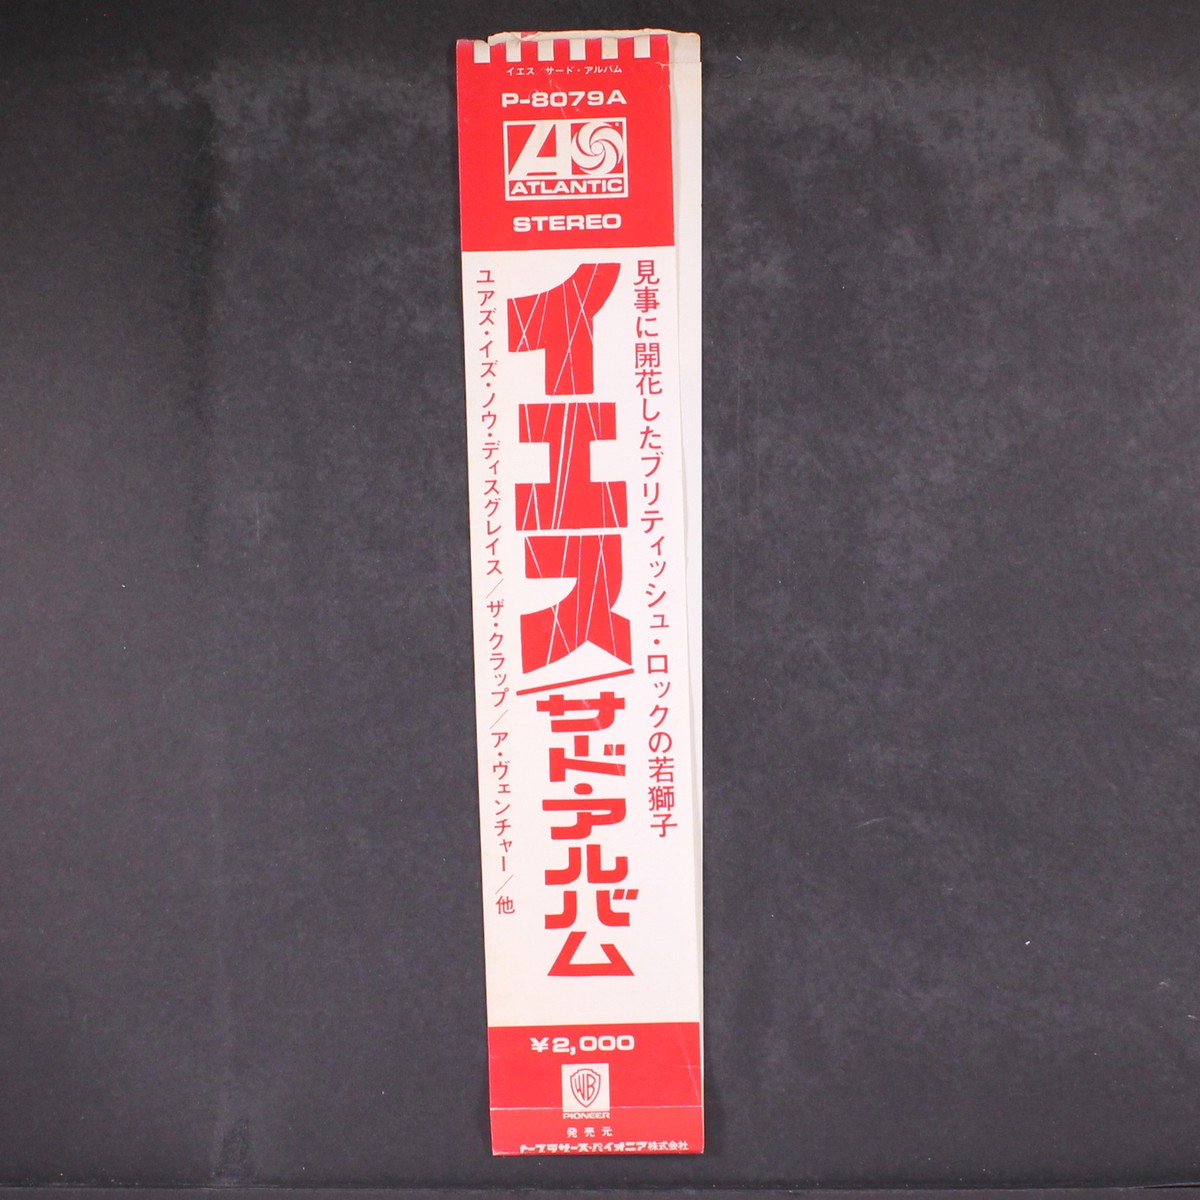 イエス／サード・アルバム
P-8079A
ATLANTIC
STEREO
見事に開花したブリティッシュ・ロックの若獅子
イエス／サード・アルバム
ユアズ・イズ・ノウ・ディスグレイス／ザ・クラップ／ア・ヴェンチャー／他
¥2,000
WB
PIONEER
発売元
ナーブラザース・パイオニア株式会社